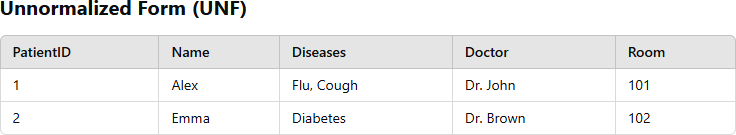 Unnormalized Form (UNF)
PatientID Name Diseases Doctor Room
1 Alex Flu, Cough Dr. John 101
2 Emma Diabetes Dr. Brown 102